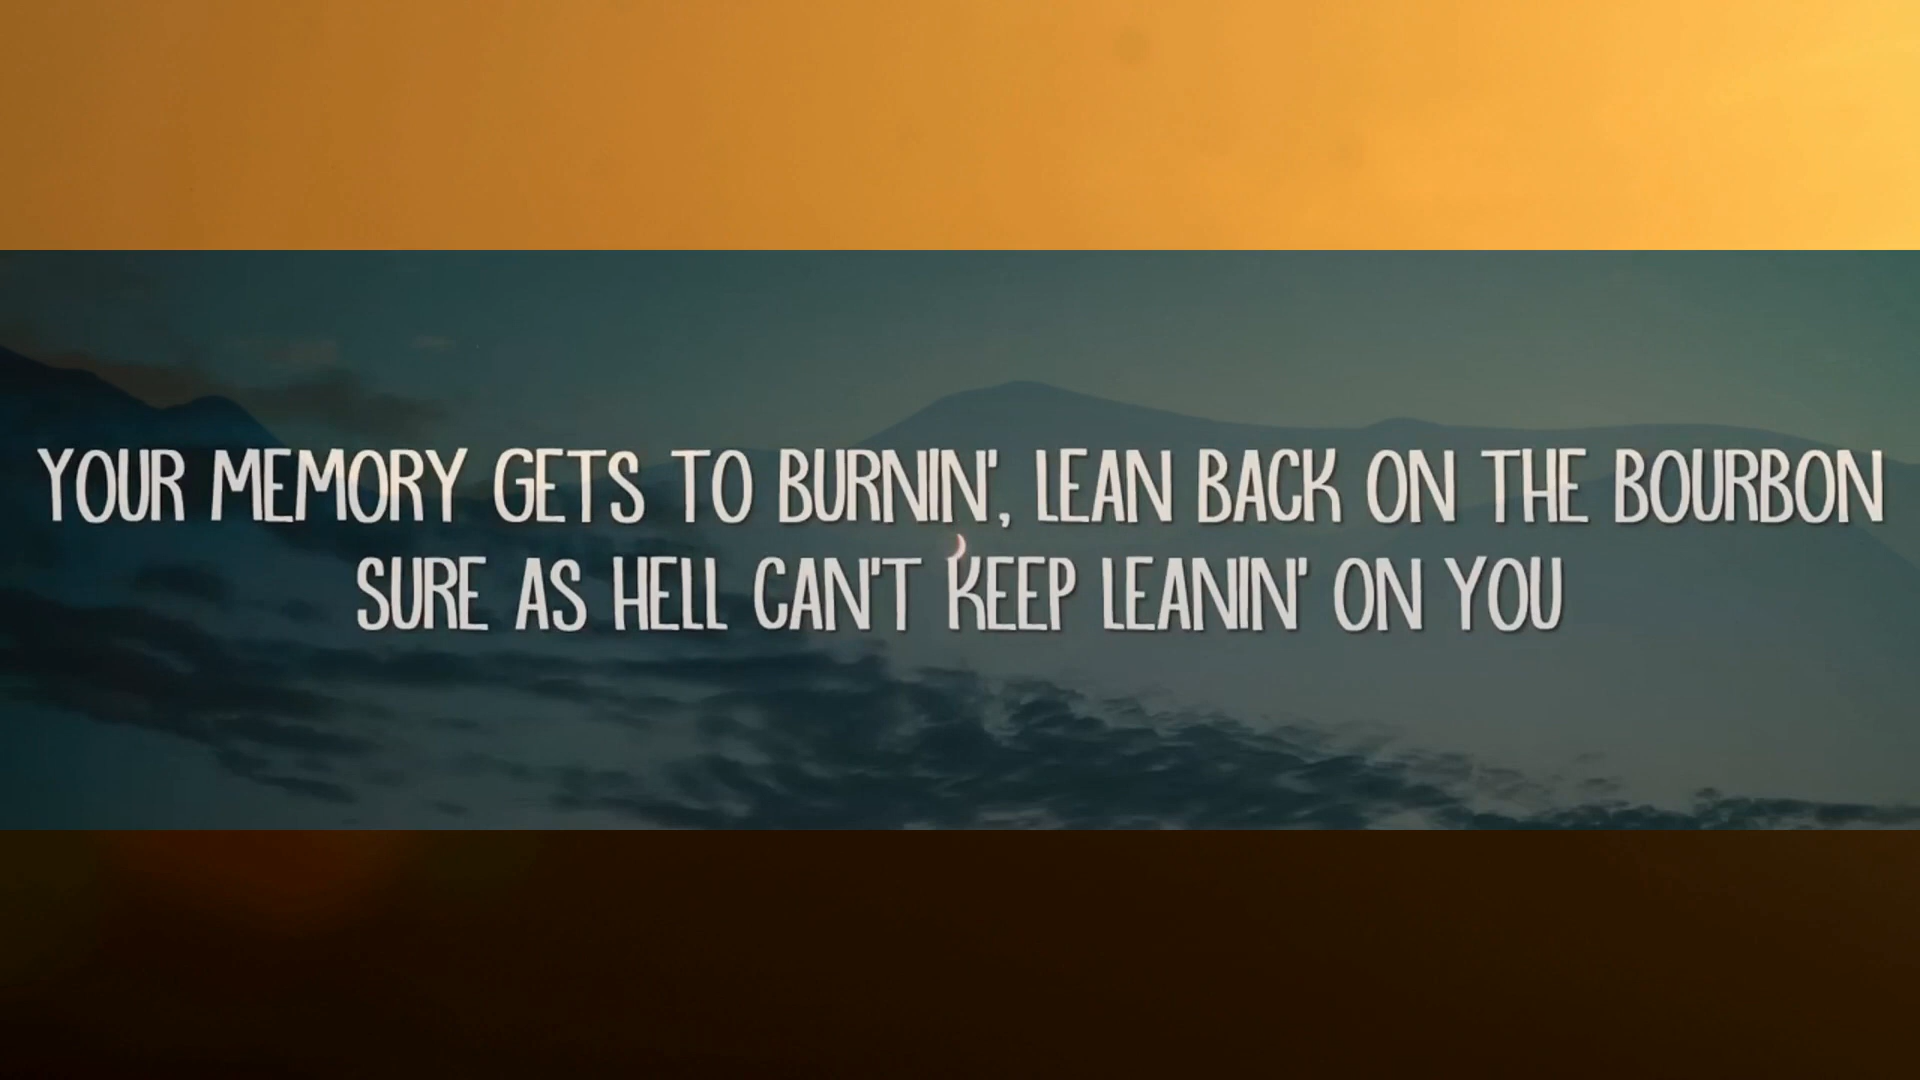 YOUR MEMORY GETS TO BURNIN', LEAN BACK ON THE BOURBON
SURE AS HELL CAN'T KEEP LEANIN' ON YOU